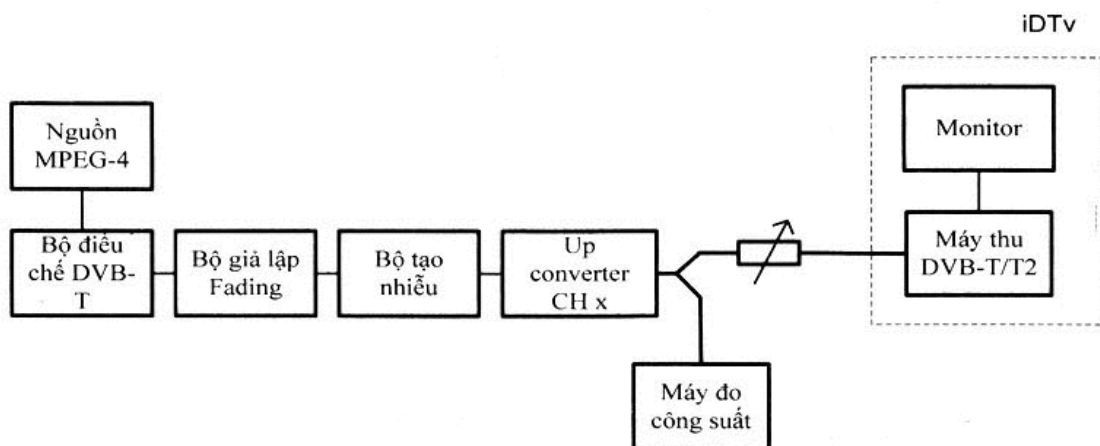 iDTv
Nguồn
MPEG-4
Monitor
Bộ điều
chế DVB-
T
Bộ giả lập
Fading
Bộ tạo
nhiễu
Up
converter
CH x
Máy thu
DVB-T/T2
Máy đo
công suất